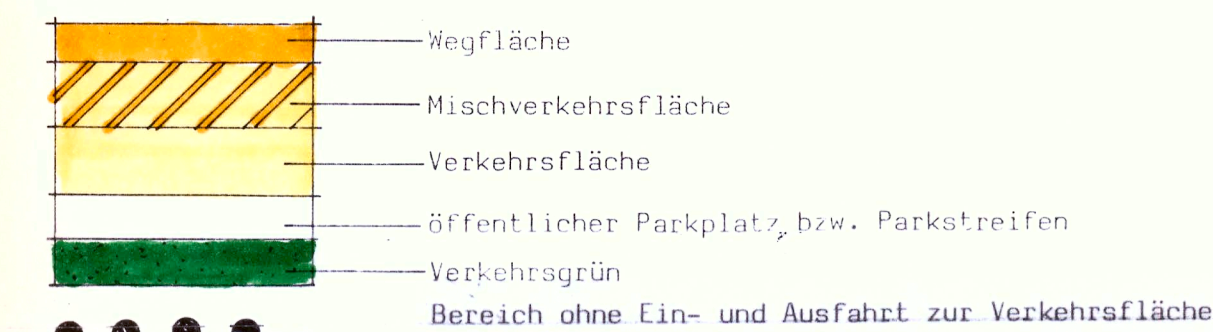 Wegfläche
Mischverkehrsfläche
Verkehrsfläche
öffentlicher Parkplatz, bzw. Parkstreifen
Verkehrsgrün
Bereich ohne Ein- und Ausfahrt zur Verkehrsfläche